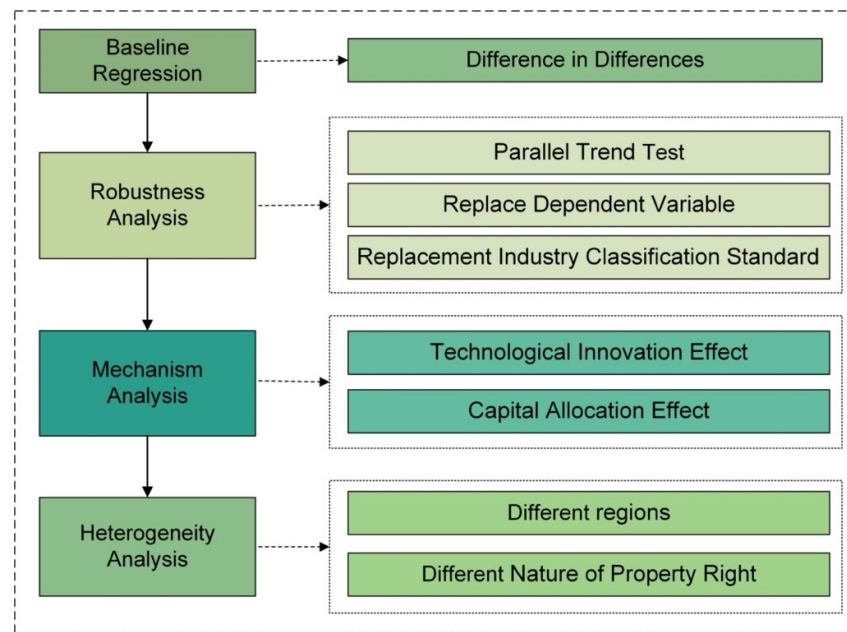 Baseline
Regression
Difference in Differences
Robustness
Analysis
Parallel Trend Test
Replace Dependent Variable
Replacement Industry Classification Standard
Mechanism
Analysis
Technological Innovation Effect
Capital Allocation Effect
Heterogeneity
Analysis
Different regions
Different Nature of Property Right